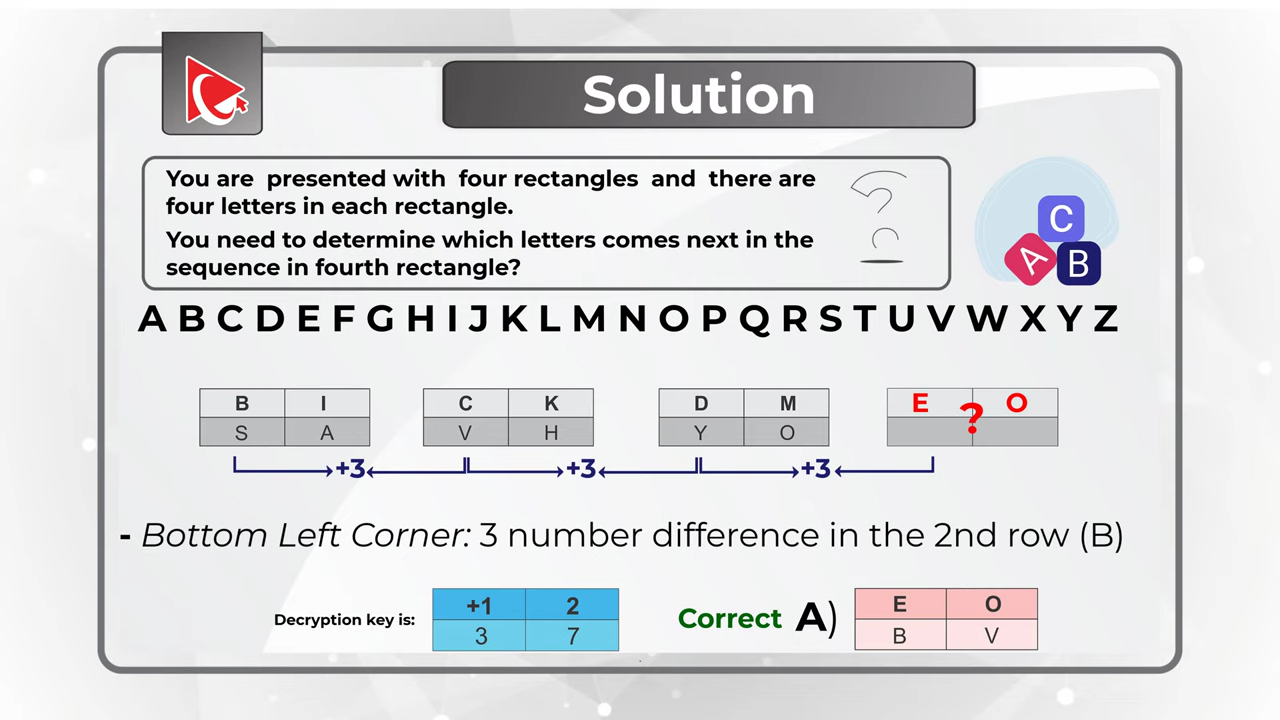 Solution
You are presented with four rectangles and there are
four letters in each rectangle.
You need to determine which letters comes next in the
sequence in fourth rectangle?
C
A B
A B C D E F G H I J K L M N O P Q R S T U V W X Y Z
B I C K D M E O
?
S A V H Y O
+3 +3 +3
- Bottom Left Corner: 3 number difference in the 2nd row (B)
+1 2 E O
Decryption key is: Correct A)
3 7 B V